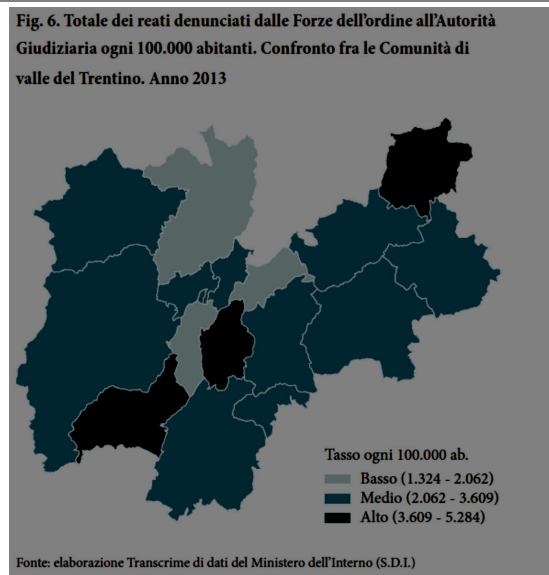 Fig. 6. Totale dei reati denunciati dalle Forze dell'ordine all'Autorità
Giudiziaria ogni 100.000 abitanti. Confronto fra le Comunità di
valle del Trentino. Anno 2013
Tasso ogni 100.000 ab.
Basso (1.324 - 2.062)
Medio (2.062 - 3.609)
Alto (3.609 - 5.284)
Fonte: elaborazione Transcrime di dati del Ministero dell'Interno (S.D.I.)